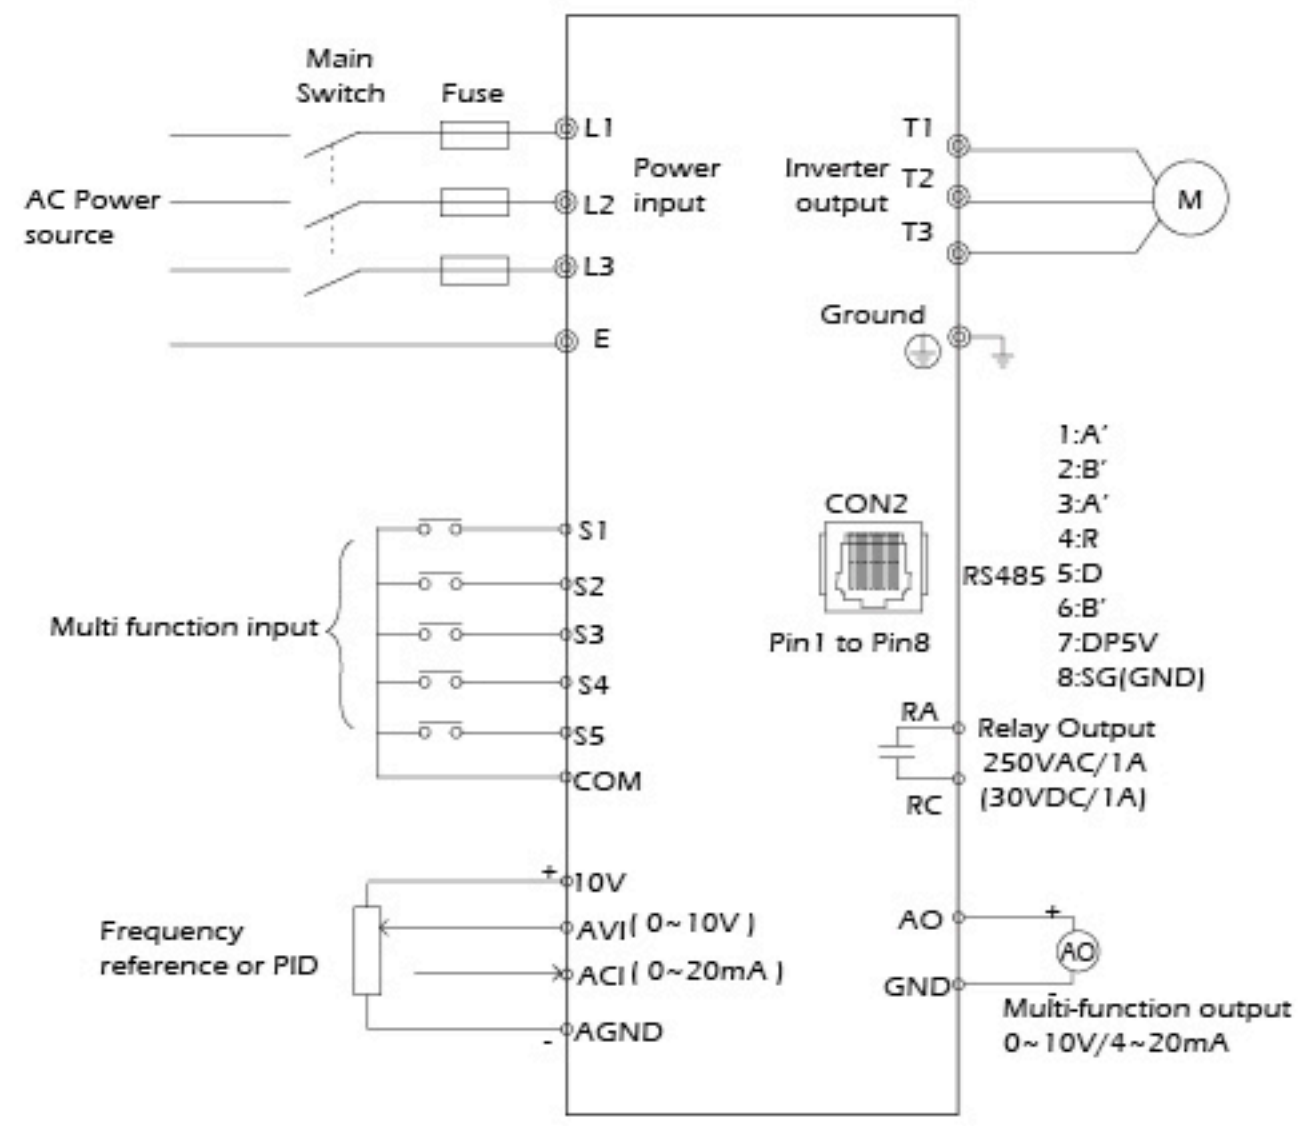 Main
Switch
Fuse
L1
T1
AC Power
source
L2
Power
input
Inverter
output
T2
M
L3
T3
E
Ground
1:A'
2:B'
CON2
3:A'
4:R
S1
RS485
5:D
S2
6:B'
Multi function input
S3
Pin1 to Pin8
7:DP5V
S4
8:SG(GND)
S5
RA
Relay Output
COM
250VAC/1A
RC
(30VDC/1A)
+
10V
Frequency
reference or PID
AVI( 0~10V )
AO
+
ACI( 0~20mA )
AO
GND
-
AGND
-
Multi-function output
0~10V/4~20mA